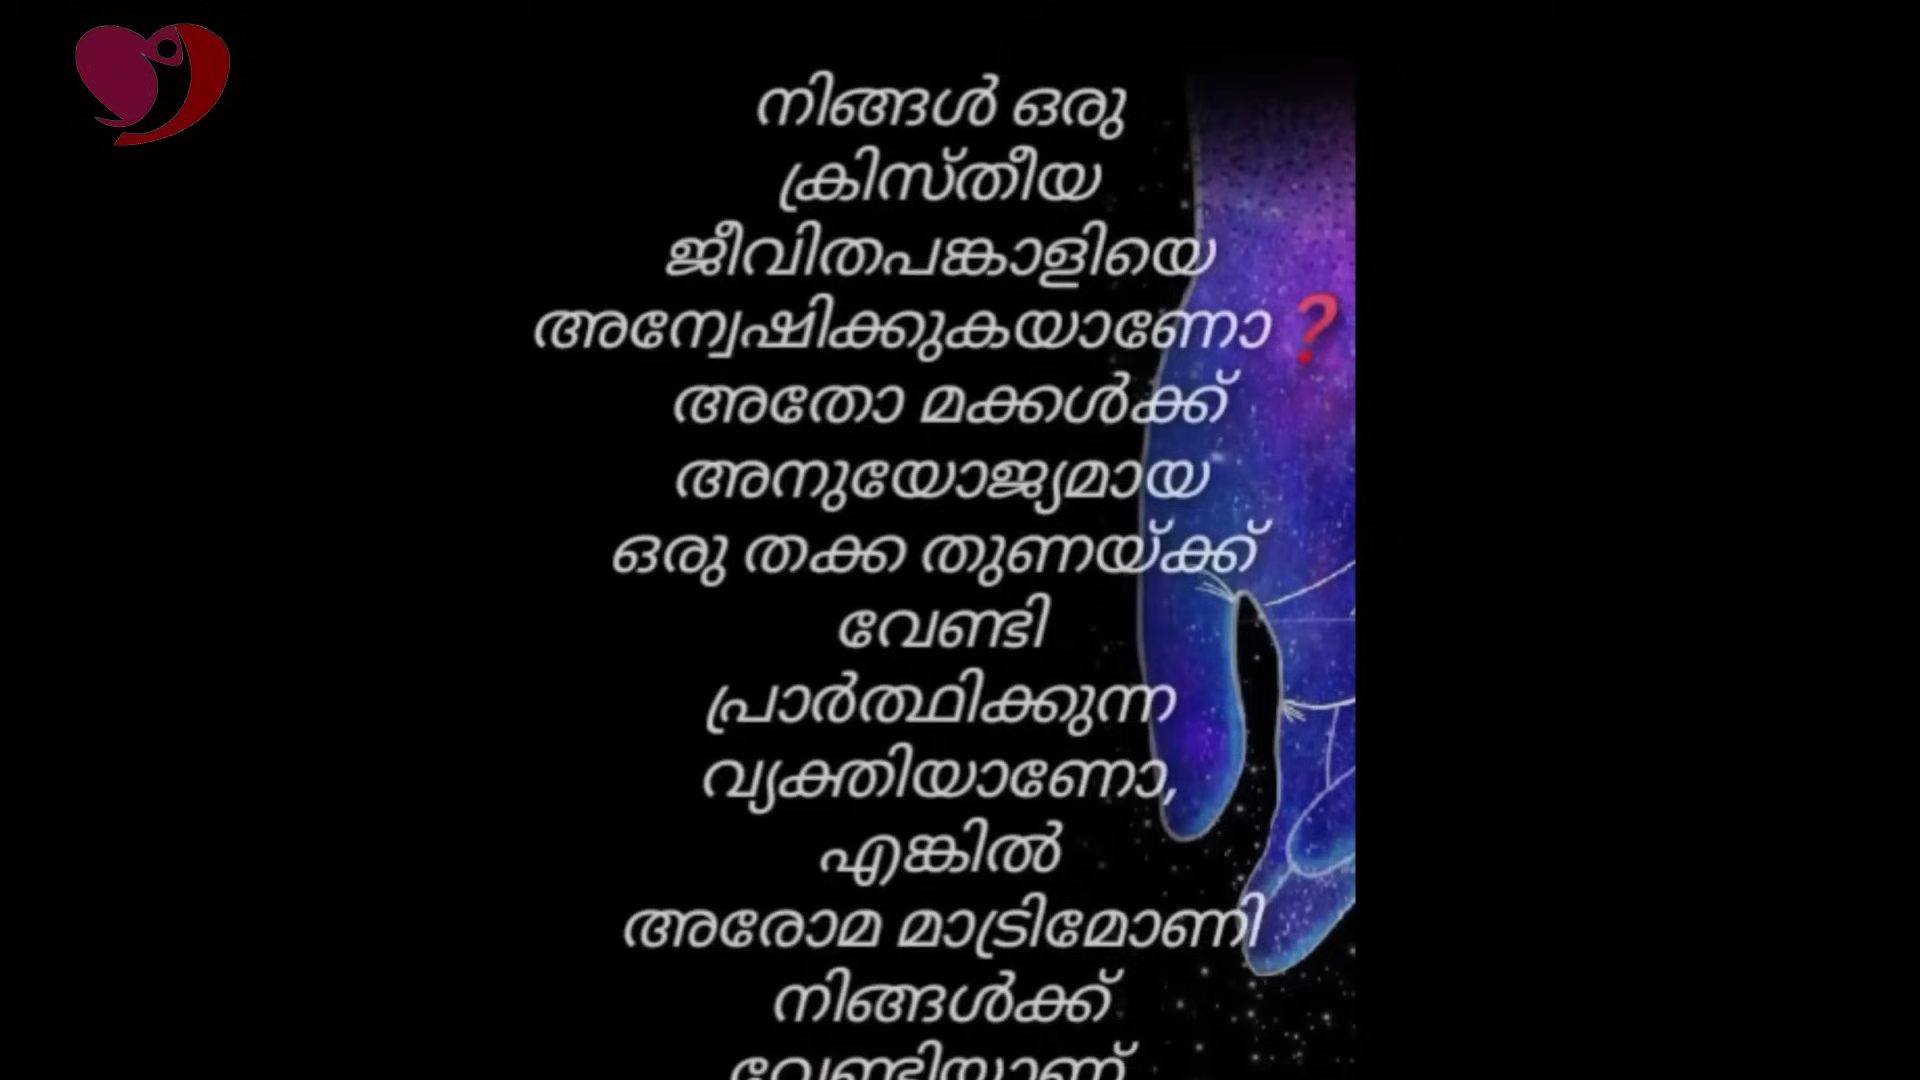 നിങ്ങൾ ഒരു
ക്രിസ്തീയ
ജീവിതപങ്കാളിയെ
അന്വേഷിക്കുകയാണോ❓
അതോ മക്കൾക്ക്
അനുയോജ്യമായ
ഒരു തക്ക തുണയ്ക്ക്
വേണ്ടി
പ്രാർത്ഥിക്കുന്ന
വ്യക്തിയാണോ,
എങ്കിൽ
അരോമ മാട്രിമോണി
നിങ്ങൾക്ക്
വേണ്ടിയാണ്